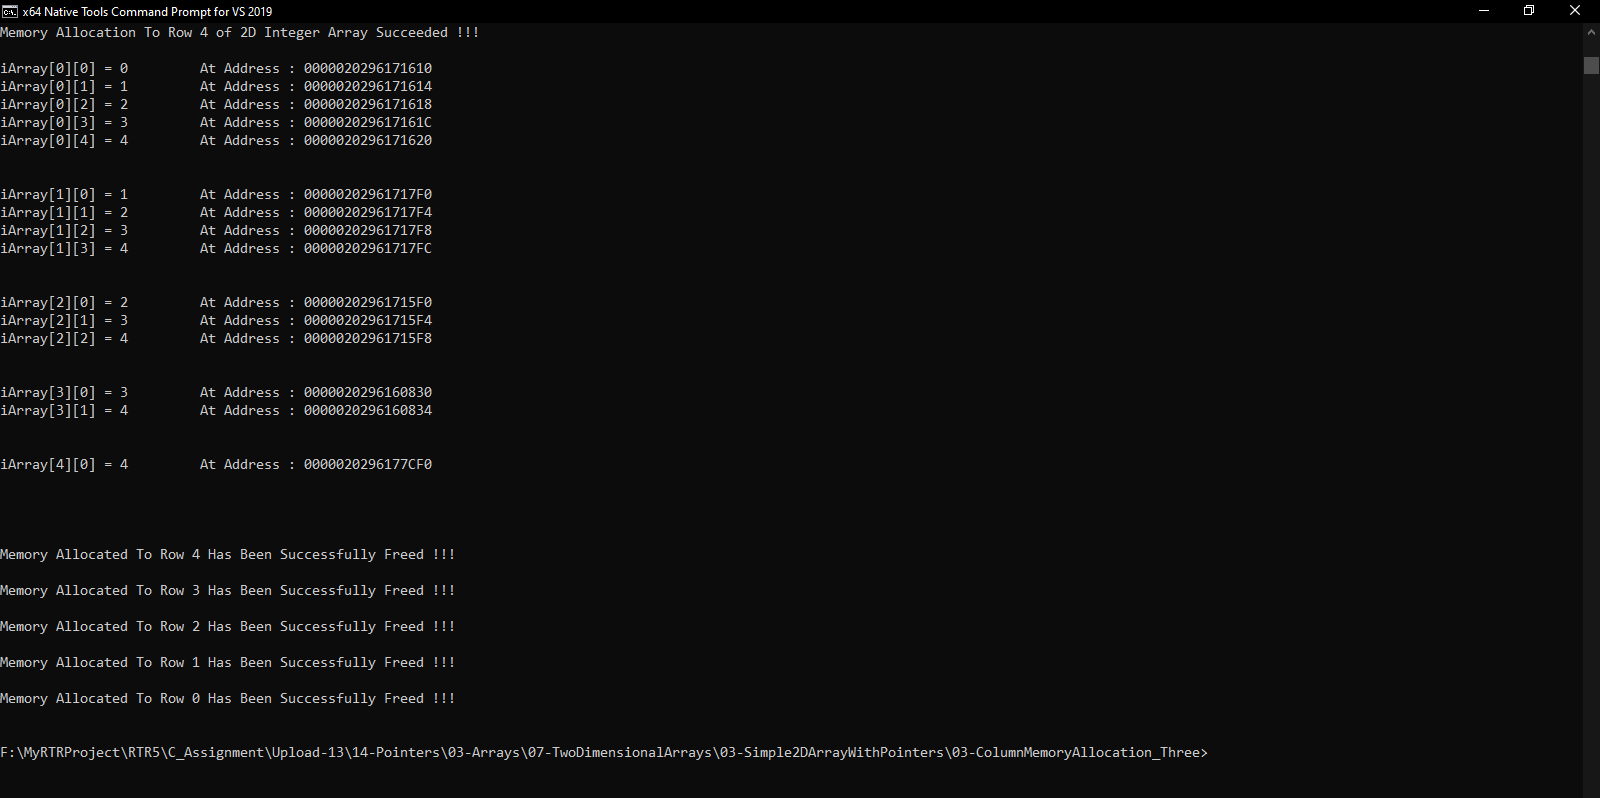 x64 Native Tools Command Prompt for VS 2019
Memory Allocation To Row 4 of 2D Integer Array Succeeded !!!
iArray[0][0] = 0 At Address : 0000020296171610
iArray[0][1] = 1 At Address : 0000020296171614
iArray[0][2] = 2 At Address : 0000020296171618
iArray[0][3] = 3 At Address : 000002029617161C
iArray[0][4] = 4 At Address : 0000020296171620
iArray[1][0] = 1 At Address : 00000202961717F0
iArray[1][1] = 2 At Address : 00000202961717F4
iArray[1][2] = 3 At Address : 00000202961717F8
iArray[1][3] = 4 At Address : 00000202961717FC
iArray[2][0] = 2 At Address : 00000202961715F0
iArray[2][1] = 3 At Address : 00000202961715F4
iArray[2][2] = 4 At Address : 00000202961715F8
iArray[3][0] = 3 At Address : 0000020296160830
iArray[3][1] = 4 At Address : 0000020296160834
iArray[4][0] = 4 At Address : 0000020296177CF0
Memory Allocated To Row 4 Has Been Successfully Freed !!!
Memory Allocated To Row 3 Has Been Successfully Freed !!!
Memory Allocated To Row 2 Has Been Successfully Freed !!!
Memory Allocated To Row 1 Has Been Successfully Freed !!!
Memory Allocated To Row 0 Has Been Successfully Freed !!!
F:\MyRTRProject\RTR5\C_Assignment\Upload-13\14-Pointers\03-Arrays\07-TwoDimensionalArrays\03-Simple2DArrayWithPointers\03-ColumnMemoryAllocation_Three>